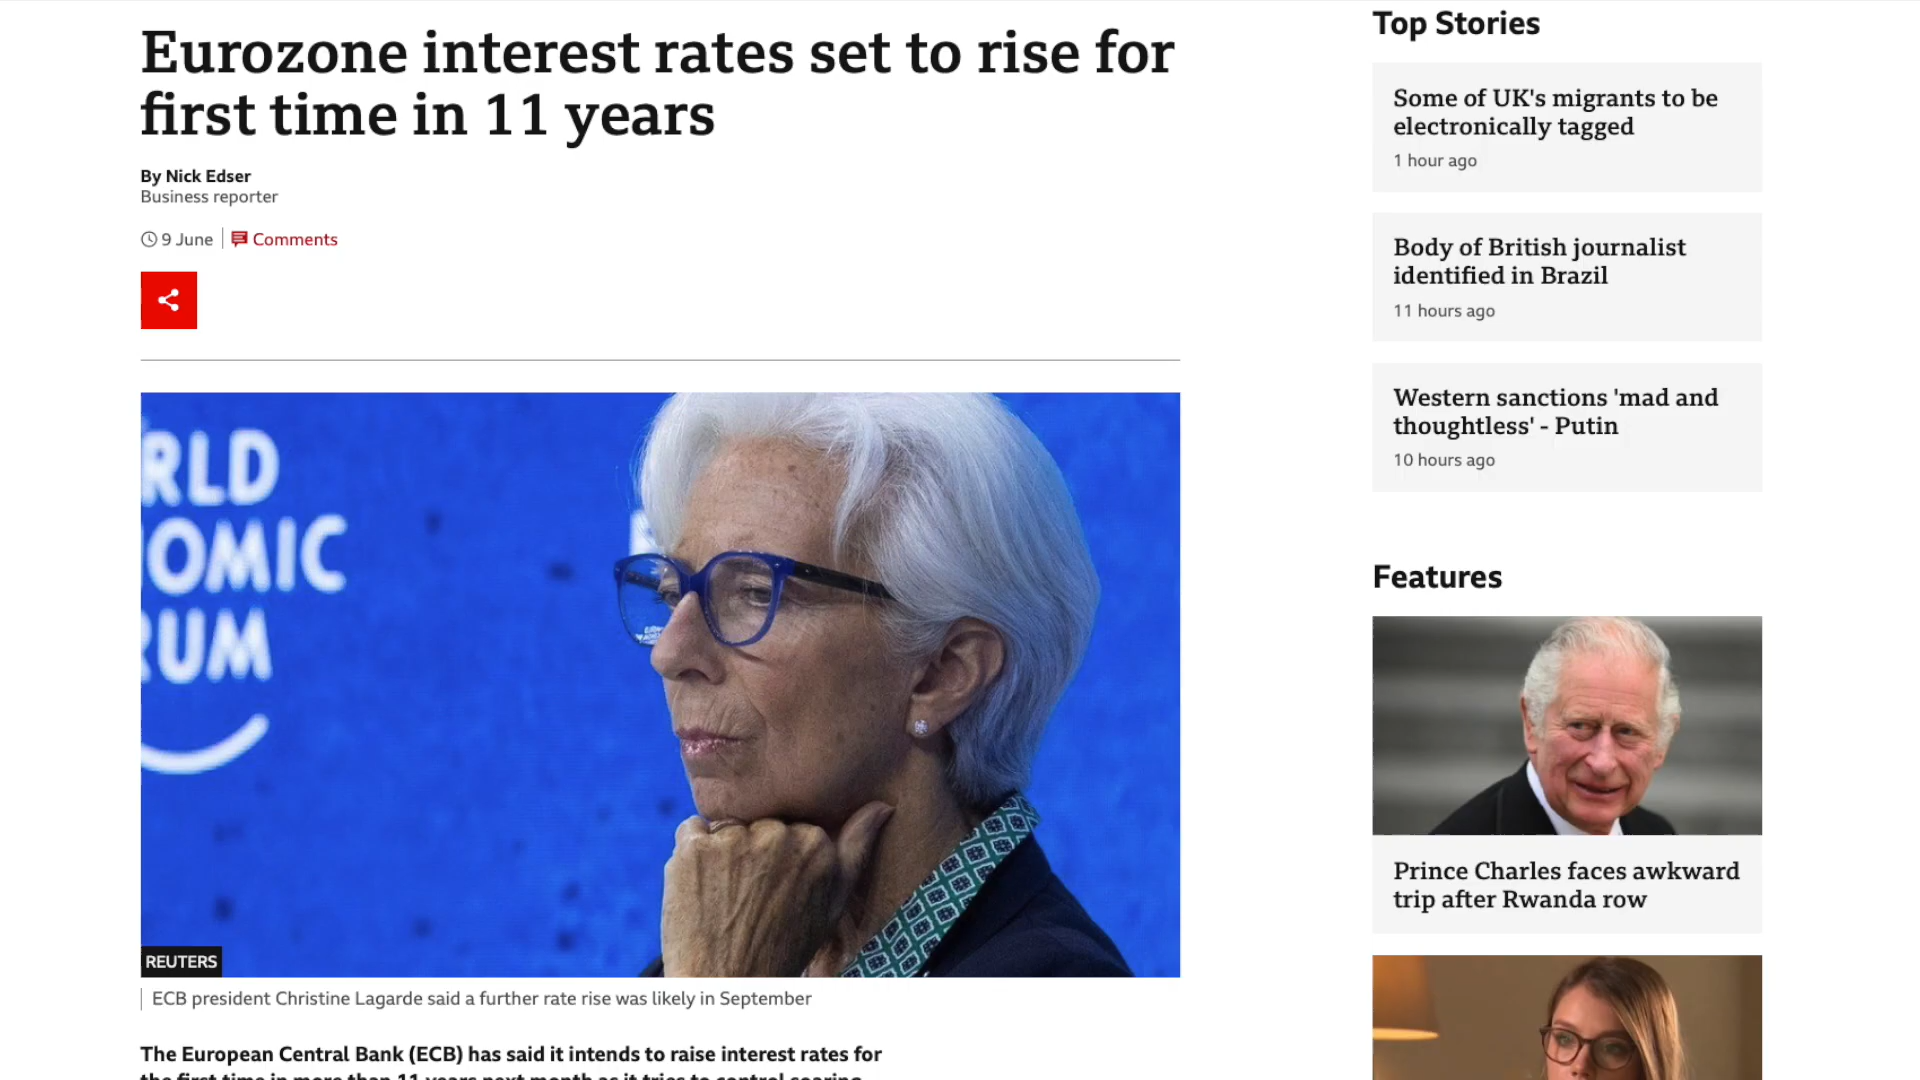 Eurozone interest rates set to rise for
first time in 11 years
By Nick Edser
Business reporter
9 June
Comments
RLD
OMIC
RUM
REUTERS
ECB president Christine Lagarde said a further rate rise was likely in September
The European Central Bank (ECB) has said it intends to raise interest rates for
the first time in more than 11 years next month as it tries to control soaring
Top Stories
Some of UK's migrants to be
electronically tagged
1 hour ago
Body of British journalist
identified in Brazil
11 hours ago
Western sanctions 'mad and
thoughtless' - Putin
10 hours ago
Features
Prince Charles faces awkward
trip after Rwanda row